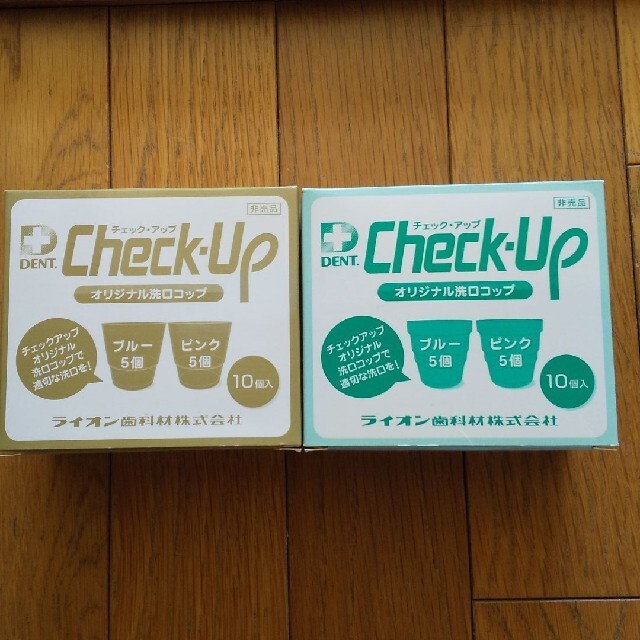 非売品
チェック・アップ
DENT. Check-Up
オリジナル洗口コップ
チェックアップ
オリジナル
洗口コップで
適切な洗口を!
ブルー
5個
ピンク
5個
10個入
ライオン歯科材株式会社
非売品
チェック・アップ
DENT. Check-Up
オリジナル洗口コップ
チェックアップ
オリジナル
洗口コップで
適切な洗口を!
ブルー
5個
ピンク
5個
10個入
ライオン歯科材株式会社